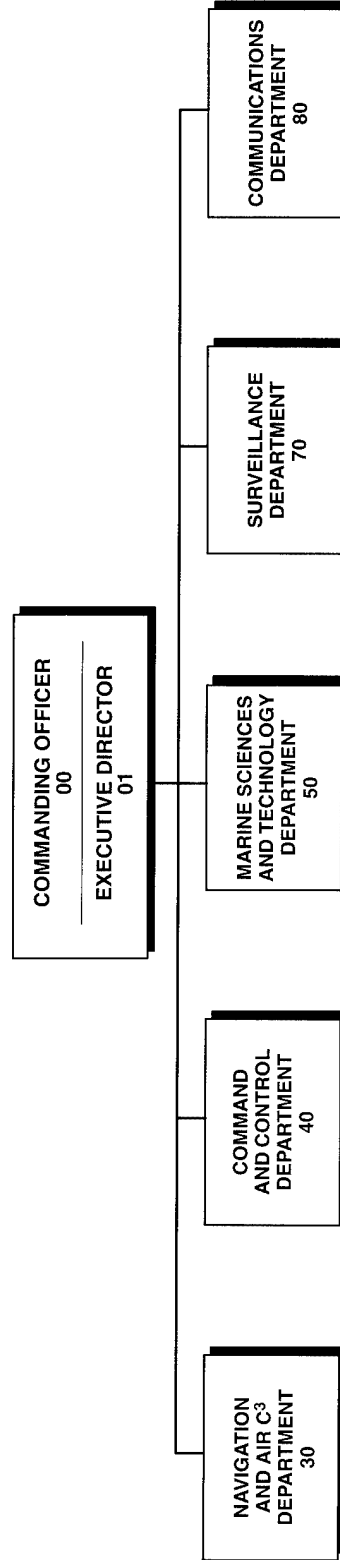 COMMANDING OFFICER
00
EXECUTIVE DIRECTOR
01
NAVIGATION
AND AIR C³
DEPARTMENT
30
COMMAND
AND CONTROL
DEPARTMENT
40
MARINE SCIENCES
AND TECHNOLOGY
DEPARTMENT
50
SURVEILLANCE
DEPARTMENT
70
COMMUNICATIONS
DEPARTMENT
80